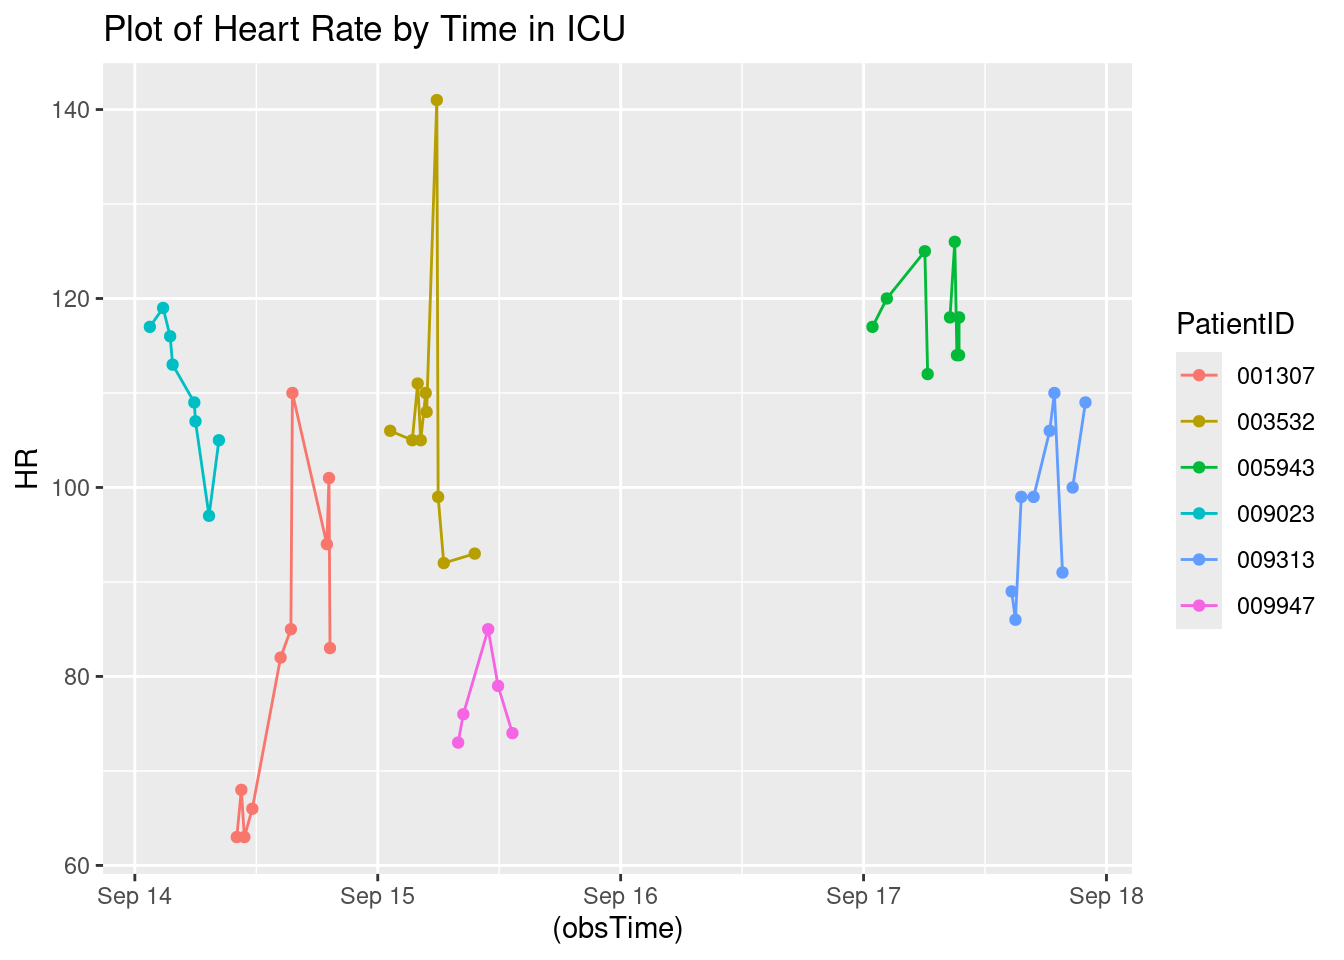 Plot of Heart Rate by Time in ICU
140
120
100
80
60
HR
Sep 14 Sep 15 Sep 16 Sep 17 Sep 18
(obsTime)
PatientID
001307
003532
005943
009023
009313
009947